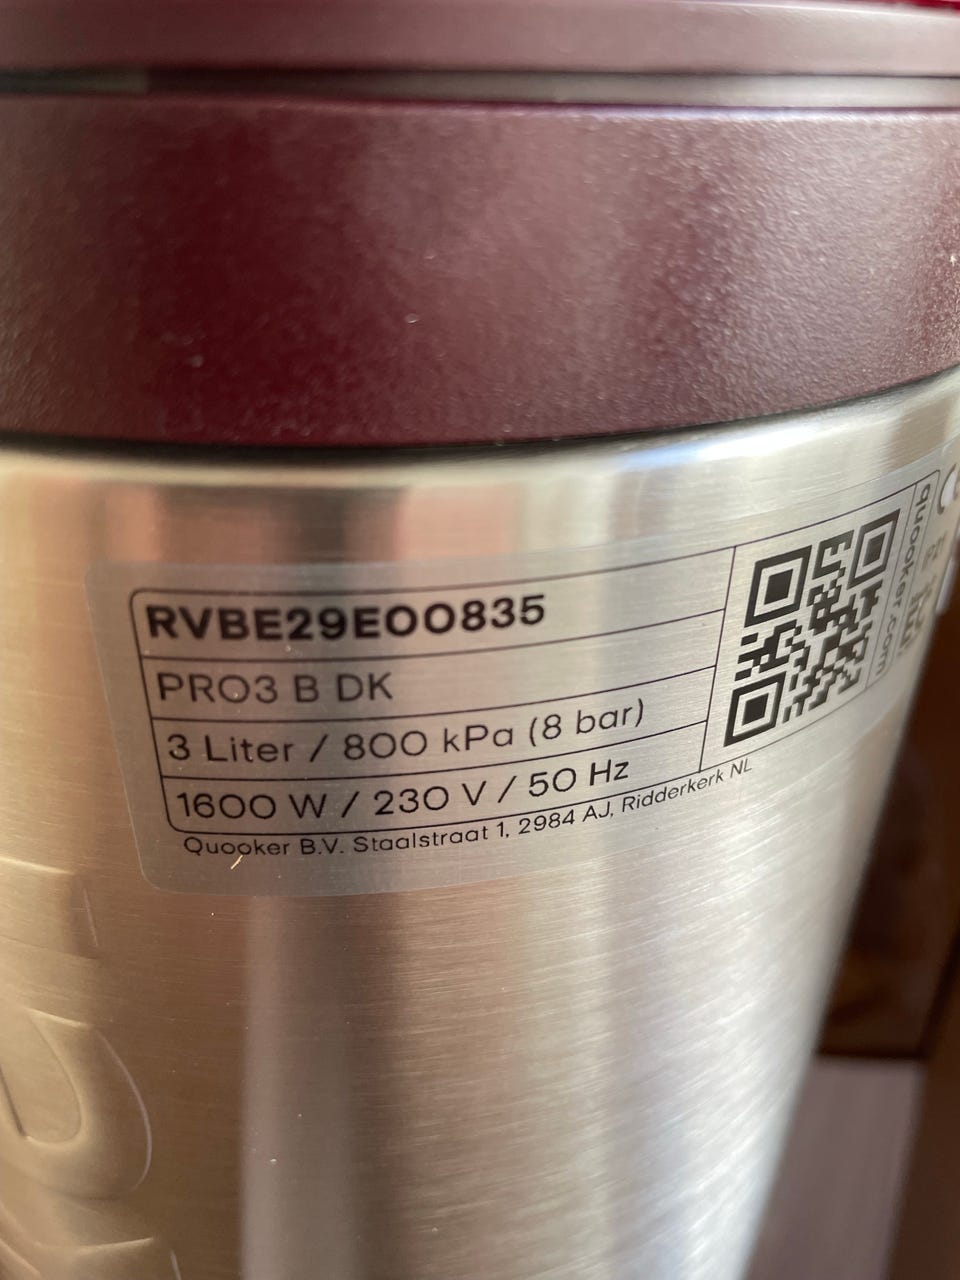 RVBE29E00835
PRO3 B DK
3 Liter / 800 kPa (8 bar)
1600 W / 230 V / 50 Hz
Quooker B.V. Staalstraat 1, 2984 AJ, Ridderkerk NL
quooker.com